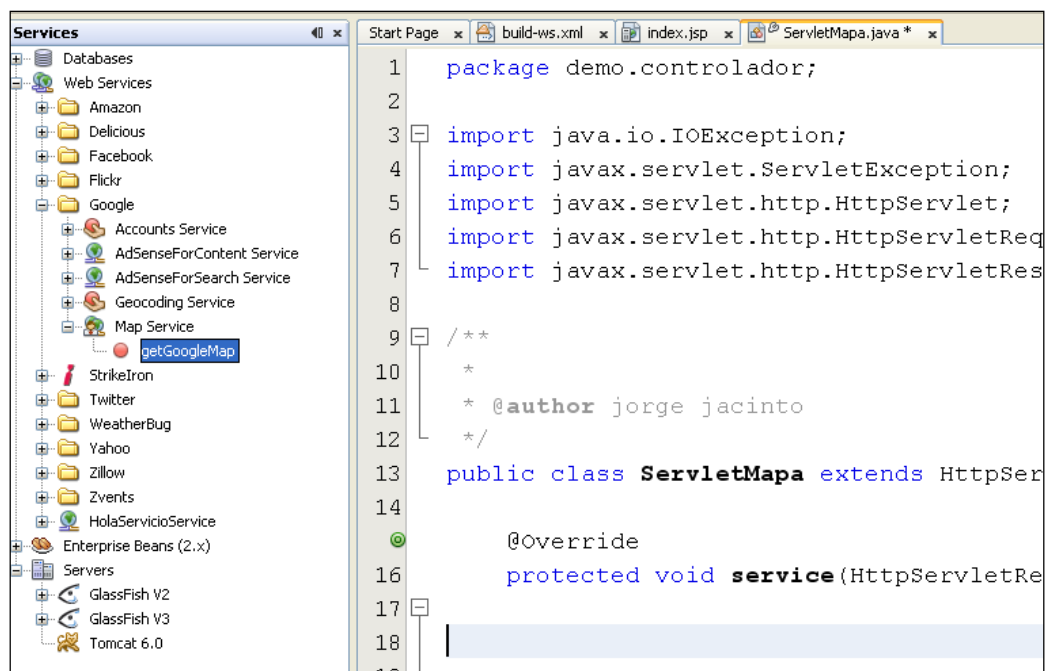 Services
Databases
Web Services
Amazon
Delicious
Facebook
Flickr
Google
Accounts Service
AdSenseForContent Service
AdSenseForSearch Service
Geocoding Service
Map Service
getGoogleMap
StrikeIron
Twitter
WeatherBug
Yahoo
Zillow
Zvents
HolaServicioService
Enterprise Beans (2.x)
Servers
GlassFish V2
GlassFish V3
Tomcat 6.0
Start Page x build-ws.xml x index.jsp x ServletMapa.java * x
1 package demo.controlador;
2
3 import java.io.IOException;
4 import javax.servlet.ServletException;
5 import javax.servlet.http.HttpServlet;
6 import javax.servlet.http.HttpServletReq
7 import javax.servlet.http.HttpServletRes
8
9 /**
10 *
11 * @author jorge jacinto
12 */
13 public class ServletMapa extends HttpSer
14
@Override
16 protected void service(HttpServletRe
17
18